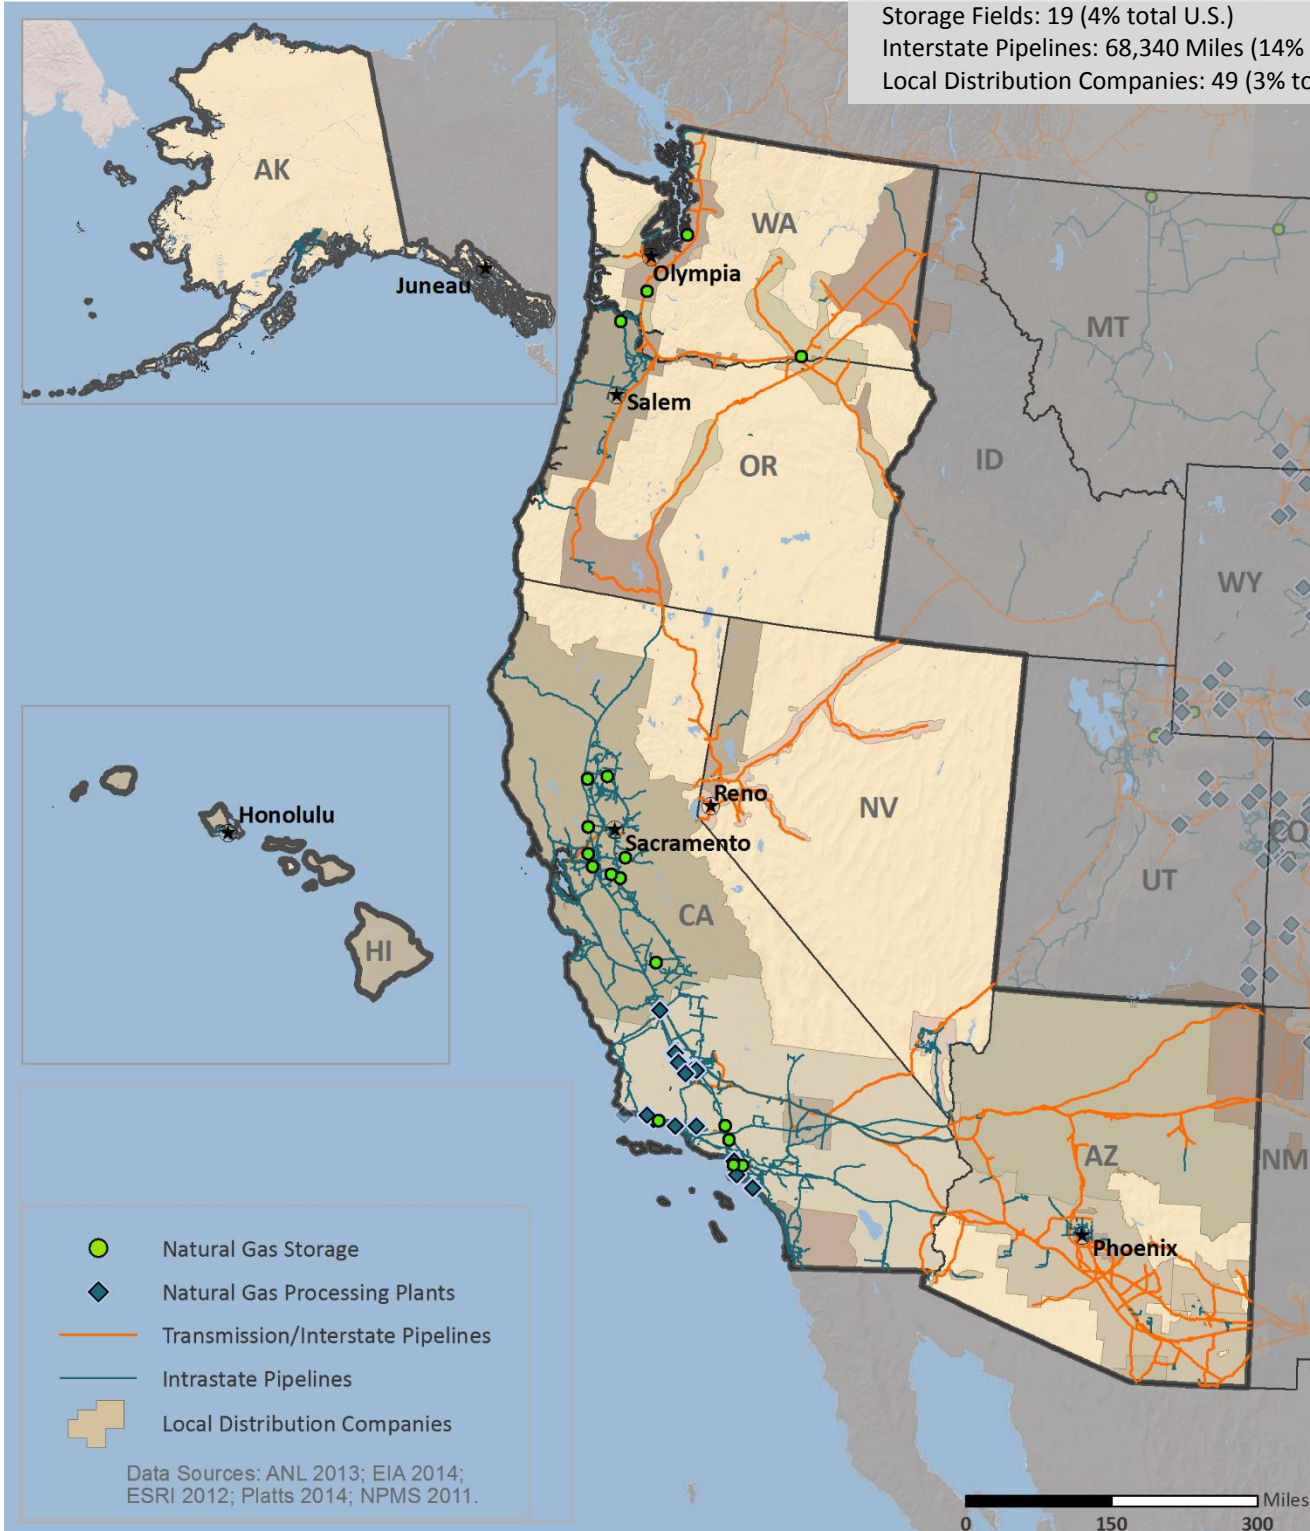 Storage Fields: 19 (4% total U.S.)
Interstate Pipelines: 68,340 Miles (14%
Local Distribution Companies: 49 (3% to
AK
Juneau
WA
Olympia
MT
Salem
OR
ID
WY
Honolulu
HI
Reno
NV
Sacramento
CA
UT
CO
AZ
NM
Phoenix
Natural Gas Storage
Natural Gas Processing Plants
Transmission/Interstate Pipelines
Intrastate Pipelines
Local Distribution Companies
Data Sources: ANL 2013; EIA 2014;
ESRI 2012; Platts 2014; NPMS 2011.
Miles
0 150 300